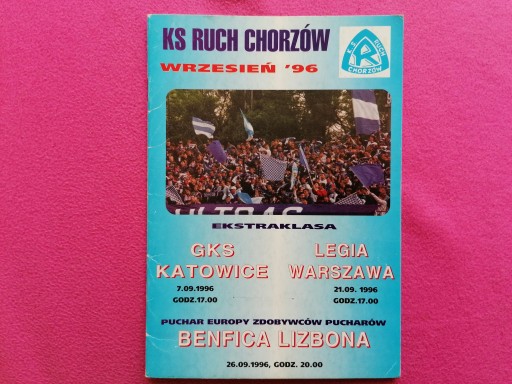 KS RUCH CHORZÓW
WRZESIEŃ '96
KS
RUCH
CHORZÓW
R
ULTRAS
EKSTRAKLASA
GKS
KATOWICE
7.09.1996
GODZ.17.00
LEGIA
WARSZAWA
21.09. 1996
GODZ.17.00
PUCHAR EUROPY ZDOBYWCÓW PUCHARÓW
BENFICA LIZBONA
26.09.1996, GODZ. 20.00